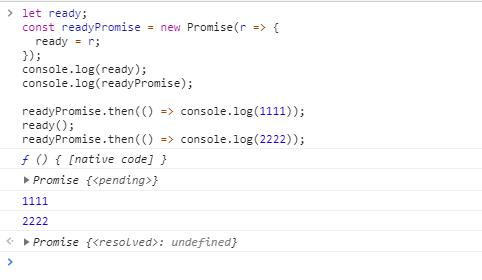 > let ready;
const readyPromise = new Promise(r => {
  ready = r;
});
console.log(ready);
console.log(readyPromise);

readyPromise.then(() => console.log(1111));
ready();
readyPromise.then(() => console.log(2222));
ƒ () { [native code] }
▶ Promise {<pending>}
1111
2222
▶ Promise {<resolved>: undefined}
>